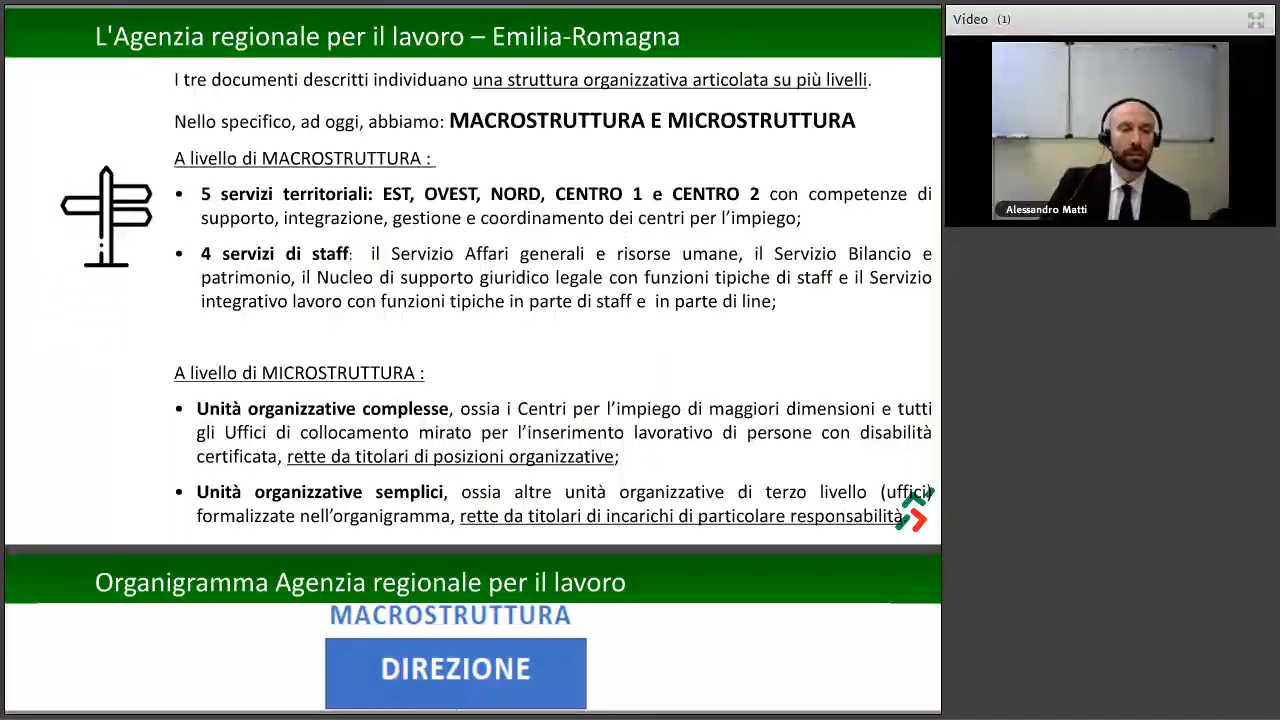 L'Agenzia regionale per il lavoro – Emilia-Romagna
I tre documenti descritti individuano una struttura organizzativa articolata su più livelli.
Nello specifico, ad oggi, abbiamo: MACROSTRUTTURA E MICROSTRUTTURA
A livello di MACROSTRUTTURA :
• 5 servizi territoriali: EST, OVEST, NORD, CENTRO 1 e CENTRO 2 con competenze di
supporto, integrazione, gestione e coordinamento dei centri per l’impiego;
• 4 servizi di staff: il Servizio Affari generali e risorse umane, il Servizio Bilancio e
patrimonio, il Nucleo di supporto giuridico legale con funzioni tipiche di staff e il Servizio
integrativo lavoro con funzioni tipiche in parte di staff e in parte di line;
A livello di MICROSTRUTTURA :
• Unità organizzative complesse, ossia i Centri per l’impiego di maggiori dimensioni e tutti
gli Uffici di collocamento mirato per l’inserimento lavorativo di persone con disabilità
certificata, rette da titolari di posizioni organizzative;
• Unità organizzative semplici, ossia altre unità organizzative di terzo livello (uffici)
formalizzate nell’organigramma, rette da titolari di incarichi di particolare responsabilità.
Organigramma Agenzia regionale per il lavoro
MACROSTRUTTURA
DIREZIONE
Video (1)
Alessandro Matti